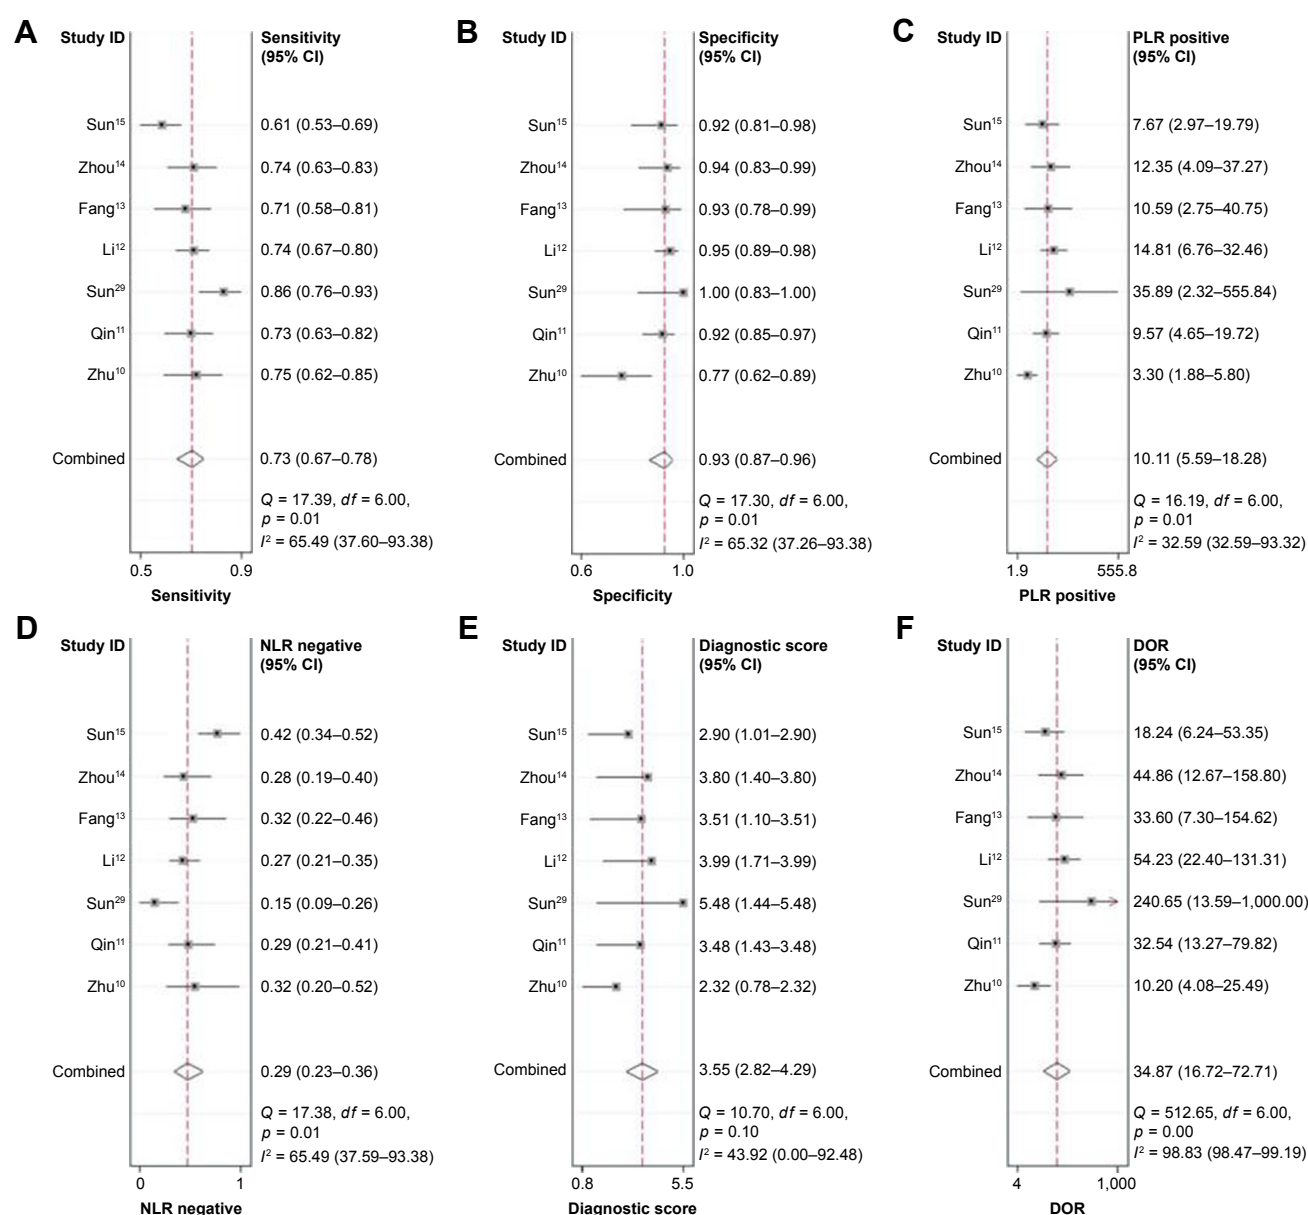 A
Study ID Sensitivity
(95% CI)
Sun15 0.61 (0.53–0.69)
Zhou14 0.74 (0.63–0.83)
Fang13 0.71 (0.58–0.81)
Li12 0.74 (0.67–0.80)
Sun29 0.86 (0.76–0.93)
Qin11 0.73 (0.63–0.82)
Zhu10 0.75 (0.62–0.85)
Combined 0.73 (0.67–0.78)
Q = 17.39, df = 6.00,
p = 0.01
I2 = 65.49 (37.60–93.38)
0.5 0.9
Sensitivity
B
Study ID Specificity
(95% CI)
Sun15 0.92 (0.81–0.98)
Zhou14 0.94 (0.83–0.99)
Fang13 0.93 (0.78–0.99)
Li12 0.95 (0.89–0.98)
Sun29 1.00 (0.83–1.00)
Qin11 0.92 (0.85–0.97)
Zhu10 0.77 (0.62–0.89)
Combined 0.93 (0.87–0.96)
Q = 17.30, df = 6.00,
p = 0.01
I2 = 65.32 (37.26–93.38)
0.6 1.0
Specificity
C
Study ID PLR positive
(95% CI)
Sun15 7.67 (2.97–19.79)
Zhou14 12.35 (4.09–37.27)
Fang13 10.59 (2.75–40.75)
Li12 14.81 (6.76–32.46)
Sun29 35.89 (2.32–555.84)
Qin11 9.57 (4.65–19.72)
Zhu10 3.30 (1.88–5.80)
Combined 10.11 (5.59–18.28)
Q = 16.19, df = 6.00,
p = 0.01
I2 = 32.59 (32.59–93.32)
1.9 555.8
PLR positive
D
Study ID NLR negative
(95% CI)
Sun15 0.42 (0.34–0.52)
Zhou14 0.28 (0.19–0.40)
Fang13 0.32 (0.22–0.46)
Li12 0.27 (0.21–0.35)
Sun29 0.15 (0.09–0.26)
Qin11 0.29 (0.21–0.41)
Zhu10 0.32 (0.20–0.52)
Combined 0.29 (0.23–0.36)
Q = 17.38, df = 6.00,
p = 0.01
I2 = 65.49 (37.59–93.38)
0 1
NLR negative
E
Study ID Diagnostic score
(95% CI)
Sun15 2.90 (1.01–2.90)
Zhou14 3.80 (1.40–3.80)
Fang13 3.51 (1.10–3.51)
Li12 3.99 (1.71–3.99)
Sun29 5.48 (1.44–5.48)
Qin11 3.48 (1.43–3.48)
Zhu10 2.32 (0.78–2.32)
Combined 3.55 (2.82–4.29)
Q = 10.70, df = 6.00,
p = 0.10
I2 = 43.92 (0.00–92.48)
0.8 5.5
Diagnostic score
F
Study ID DOR
(95% CI)
Sun15 18.24 (6.24–53.35)
Zhou14 44.86 (12.67–158.80)
Fang13 33.60 (7.30–154.62)
Li12 54.23 (22.40–131.31)
Sun29 240.65 (13.59–1,000.00)
Qin11 32.54 (13.27–79.82)
Zhu10 10.20 (4.08–25.49)
Combined 34.87 (16.72–72.71)
Q = 512.65, df = 6.00,
p = 0.00
I2 = 98.83 (98.47–99.19)
4 1,000
DOR